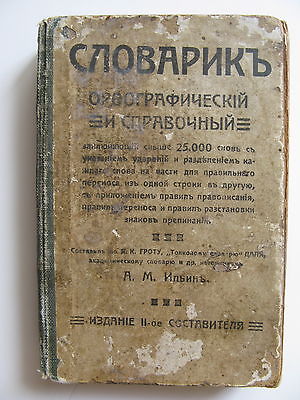 СЛОВАРИКЪ
ОРѲОГРАФИЧЕСКІЙ
И СПРАВОЧНЫЙ
заключающій свыше 25.000 словъ съ
указаніемъ удареній и раздѣленіемъ ка-
ждаго слова на части для правильнаго
переноса изъ одной строки въ другую,
съ приложеніемъ правилъ правописанія,
правилъ переноса и правилъ разстановки
знаковъ препинанія.
Составилъ по Я. К. ГРОТУ, „Толковому словарю" ДАЛЯ,
академическому словарю и др. источникамъ
А. М. Ильинъ.
ИЗДАНІЕ II-ое СОСТАВИТЕЛЯ